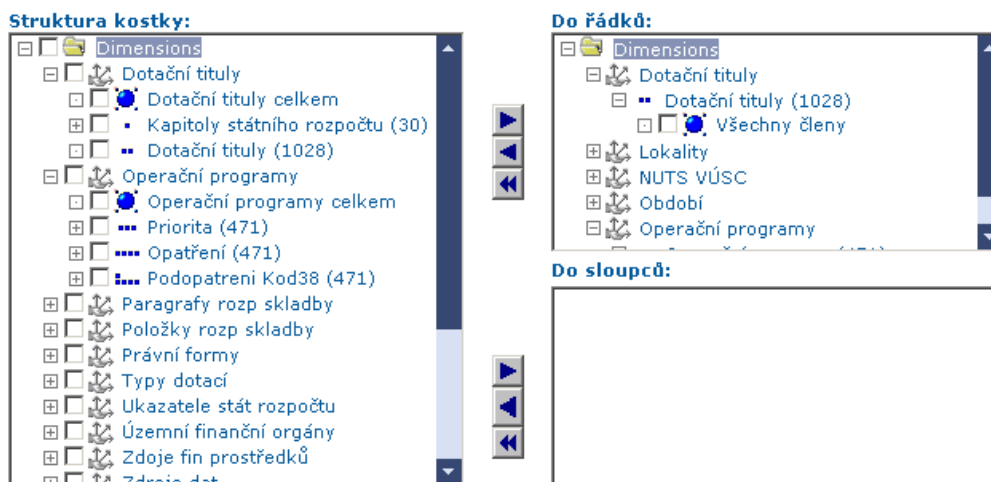 Struktura kostky:
Dimensions
Dotační tituly
Dotační tituly celkem
Kapitoly státního rozpočtu (30)
Dotační tituly (1028)
Operační programy
Operační programy celkem
Priorita (471)
Opatření (471)
Podopatreni Kod38 (471)
Paragrafy rozp skladby
Položky rozp skladby
Právní formy
Typy dotací
Ukazatele stát rozpočtu
Územní finanční orgány
Zdoje fin prostředků
Zdroje dat
Do řádků:
Dimensions
Dotační tituly
Dotační tituly (1028)
Všechny členy
Lokality
NUTS VÚSC
Období
Operační programy
Do sloupců: